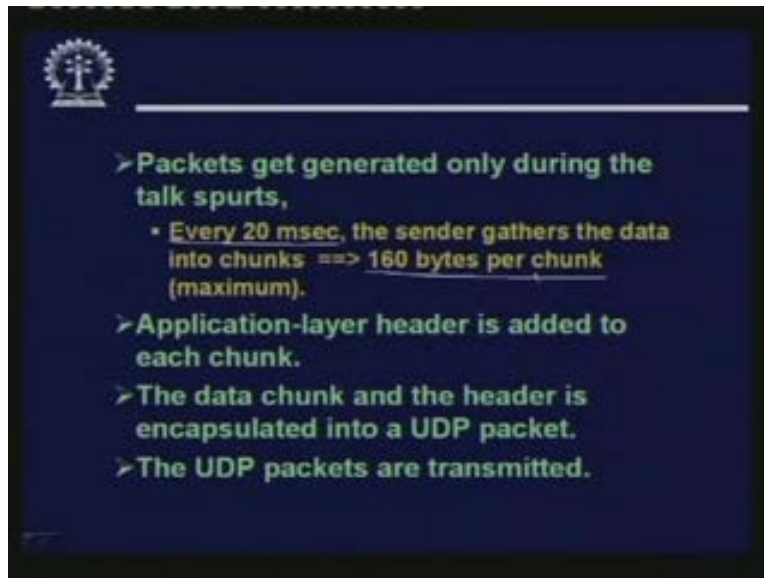 ➢Packets get generated only during the
talk spurts,
▪ Every 20 msec, the sender gathers the data
into chunks ==> 160 bytes per chunk
(maximum).
➢Application-layer header is added to
each chunk.
➢The data chunk and the header is
encapsulated into a UDP packet.
➢The UDP packets are transmitted.